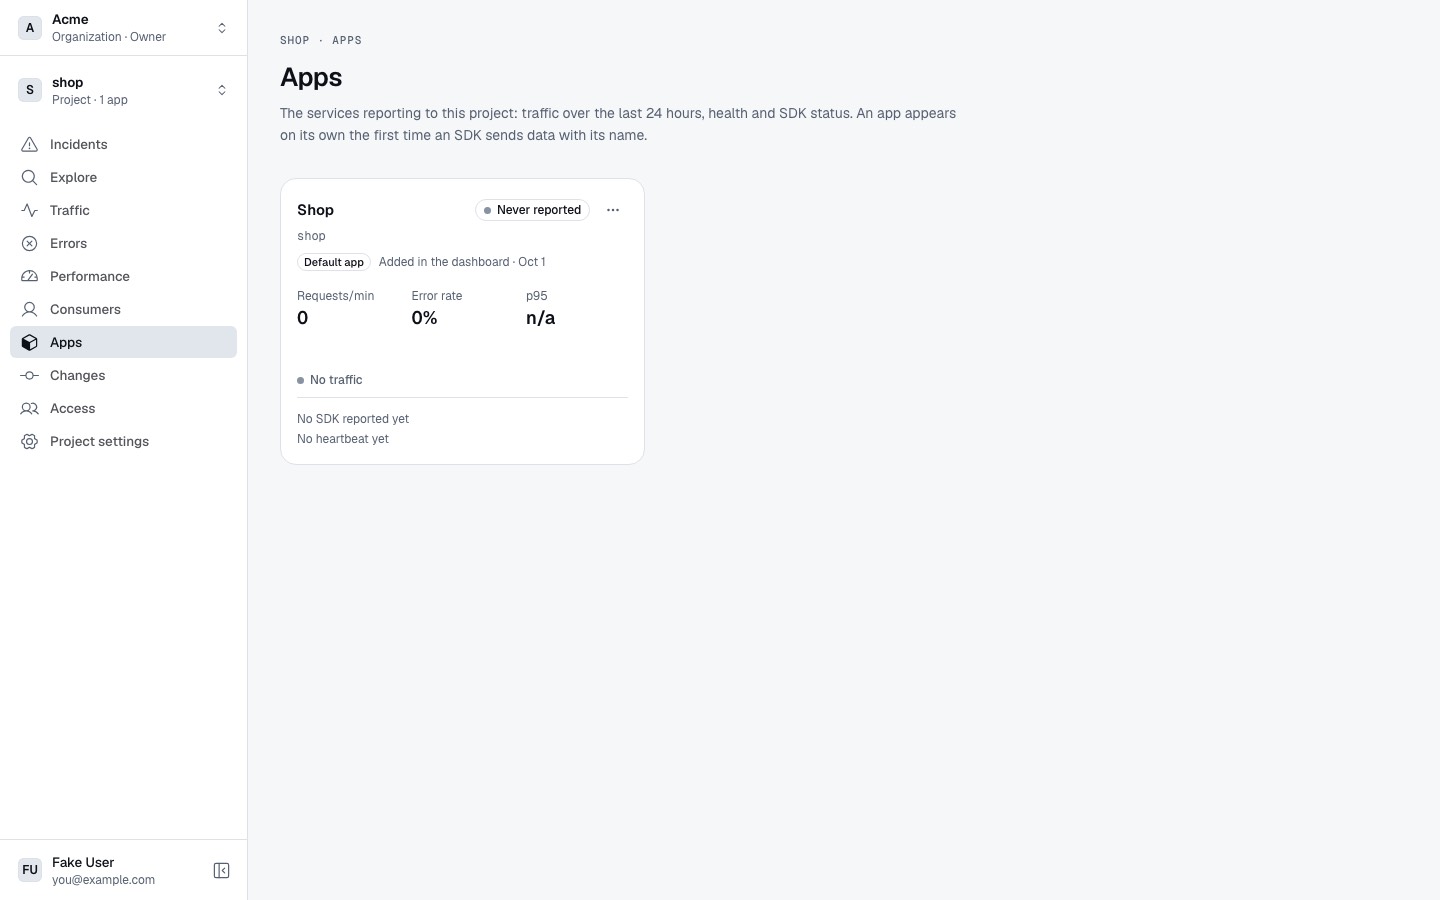 A
Acme
Organization · Owner
S
shop
Project · 1 app
Incidents
Explore
Traffic
Errors
Performance
Consumers
Apps
Changes
Access
Project settings
FU
Fake User
you@example.com
SHOP · APPS
Apps
The services reporting to this project: traffic over the last 24 hours, health and SDK status. An app appears
on its own the first time an SDK sends data with its name.
Shop
Never reported
shop
Default app
Added in the dashboard · Oct 1
Requests/min
Error rate
p95
0
0%
n/a
No traffic
No SDK reported yet
No heartbeat yet